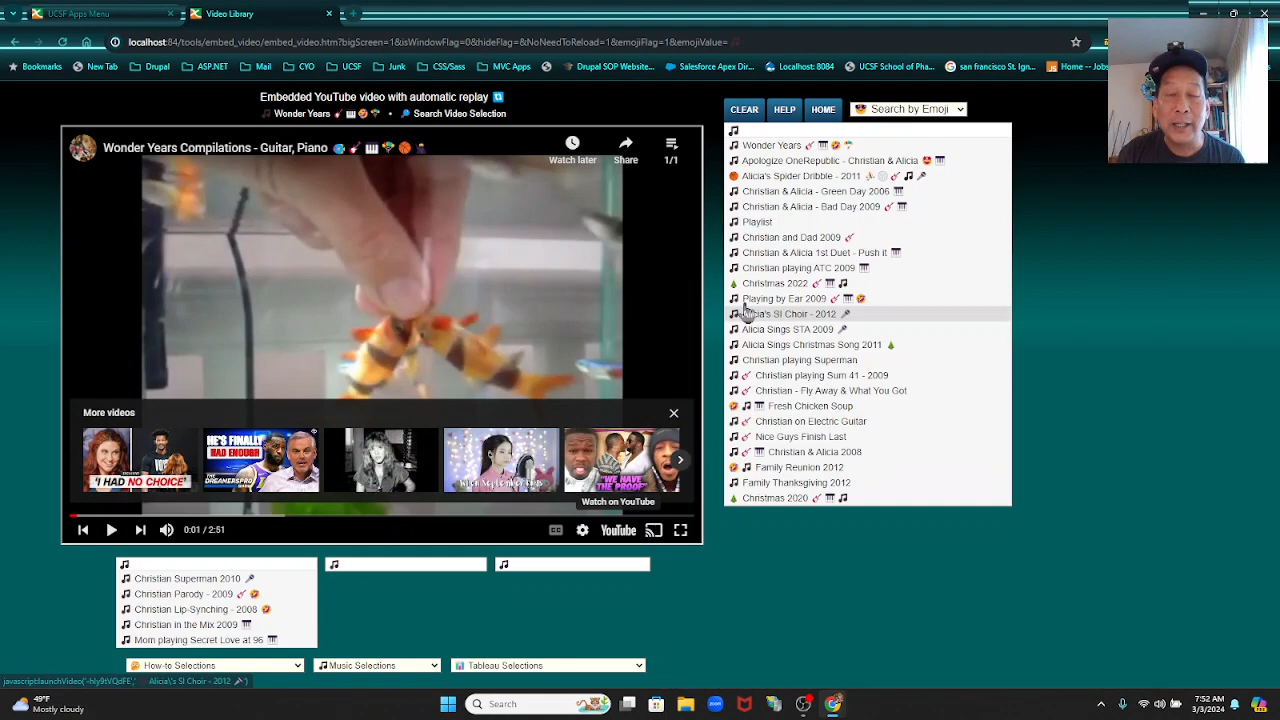 UCSF Apps Menu
Video Library
localhost:84/tools/embed_video/embed_video.htm?bigScreen=1&isWindowFlag=0&hideFlag=&NoNeedToReload=1&emojiFlag=1&emojiValue=🎵
Bookmarks New Tab Drupal ASP.NET Mail CYO UCSF Junk CSS/Sass MVC Apps Drupal SOP Website... Salesforce Apex Dir... Localhost: 8084 UCSF School of Pha... san francisco St. Ign... Home -- Jobs
Embedded YouTube video with automatic replay
Wonder Years • Search Video Selection
CLEAR HELP HOME Search by Emoji
Wonder Years Compilations - Guitar, Piano
Watch later Share 1/1
Wonder Years
Apologize OneRepublic - Christian & Alicia
Alicia's Spider Dribble - 2011
Christian & Alicia - Green Day 2006
Christian & Alicia - Bad Day 2009
Playlist
Christian and Dad 2009
Christian & Alicia 1st Duet - Push it
Christian playing ATC 2009
Christmas 2022
Playing by Ear 2009
Alicia's SI Choir - 2012
Alicia Sings STA 2009
Alicia Sings Christmas Song 2011
Christian playing Superman
Christian playing Sum 41 - 2009
Christian - Fly Away & What You Got
Fresh Chicken Soup
Christian on Electric Guitar
Nice Guys Finish Last
Christian & Alicia 2008
Family Reunion 2012
Family Thanksgiving 2012
Christmas 2020
More videos
"I HAD NO CHOICE"
HE'S FINALLY HAD ENOUGH
THE DREAMERSPRO
"WE HAVE THE PROOF"
Watch on YouTube
0:01 / 2:51
CC
YouTube
Christian Superman 2010
Christian Parody - 2009
Christian Lip-Synching - 2008
Christian in the Mix 2009
Mom playing Secret Love at 96
How-to Selections Music Selections Tableau Selections
javascript:launchVideo('-hIy9tVQdFE','🎵 Alicia\'s SI Choir - 2012 🎤')
49°F
Mostly cloudy
Search
zoom
7:52 AM
3/3/2024